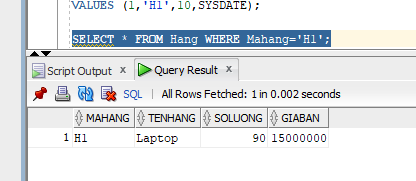 VALUES (1,'H1',10,SYSDATE);
SELECT * FROM Hang WHERE Mahang='H1';
Script Output x Query Result x
SQL | All Rows Fetched: 1 in 0.002 seconds
MAHANG TENHANG SOLUONG GIABAN
1 H1 Laptop 90 15000000